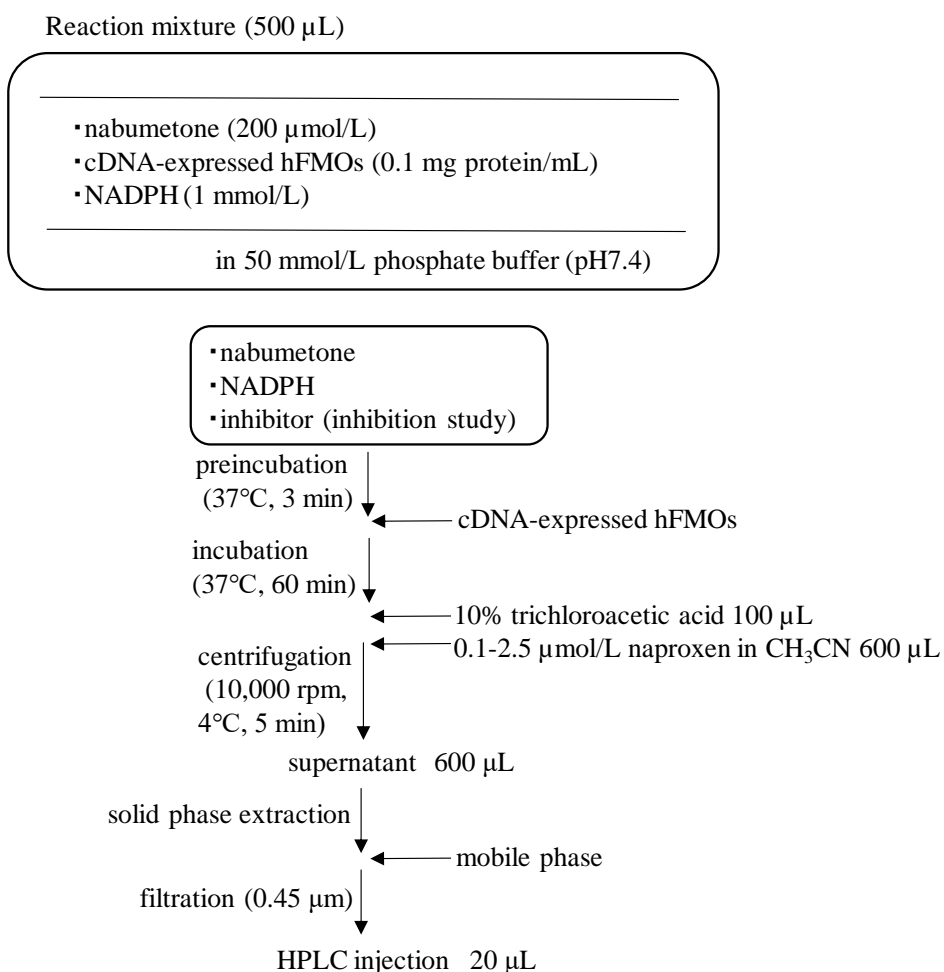 Reaction mixture (500 μL)
・nabumetone (200 μmol/L)
・cDNA-expressed hFMOs (0.1 mg protein/mL)
・NADPH (1 mmol/L)
in 50 mmol/L phosphate buffer (pH7.4)
・nabumetone
・NADPH
・inhibitor (inhibition study)
preincubation
(37°C, 3 min)
cDNA-expressed hFMOs
incubation
(37°C, 60 min)
10% trichloroacetic acid 100 μL
0.1-2.5 μmol/L naproxen in CH₃CN 600 μL
centrifugation
(10,000 rpm,
4°C, 5 min)
supernatant 600 μL
solid phase extraction
mobile phase
filtration (0.45 μm)
HPLC injection 20 μL